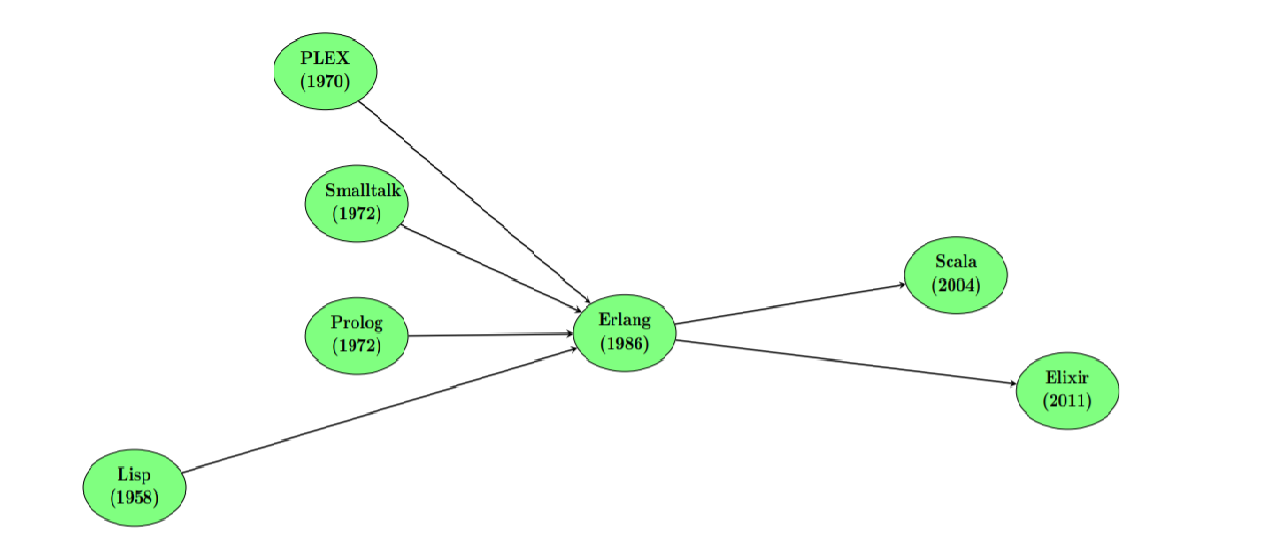 PLEX
(1970)
Smalltalk
(1972)
Scala
(2004)
Prolog
(1972)
Erlang
(1986)
Elixir
(2011)
Lisp
(1958)